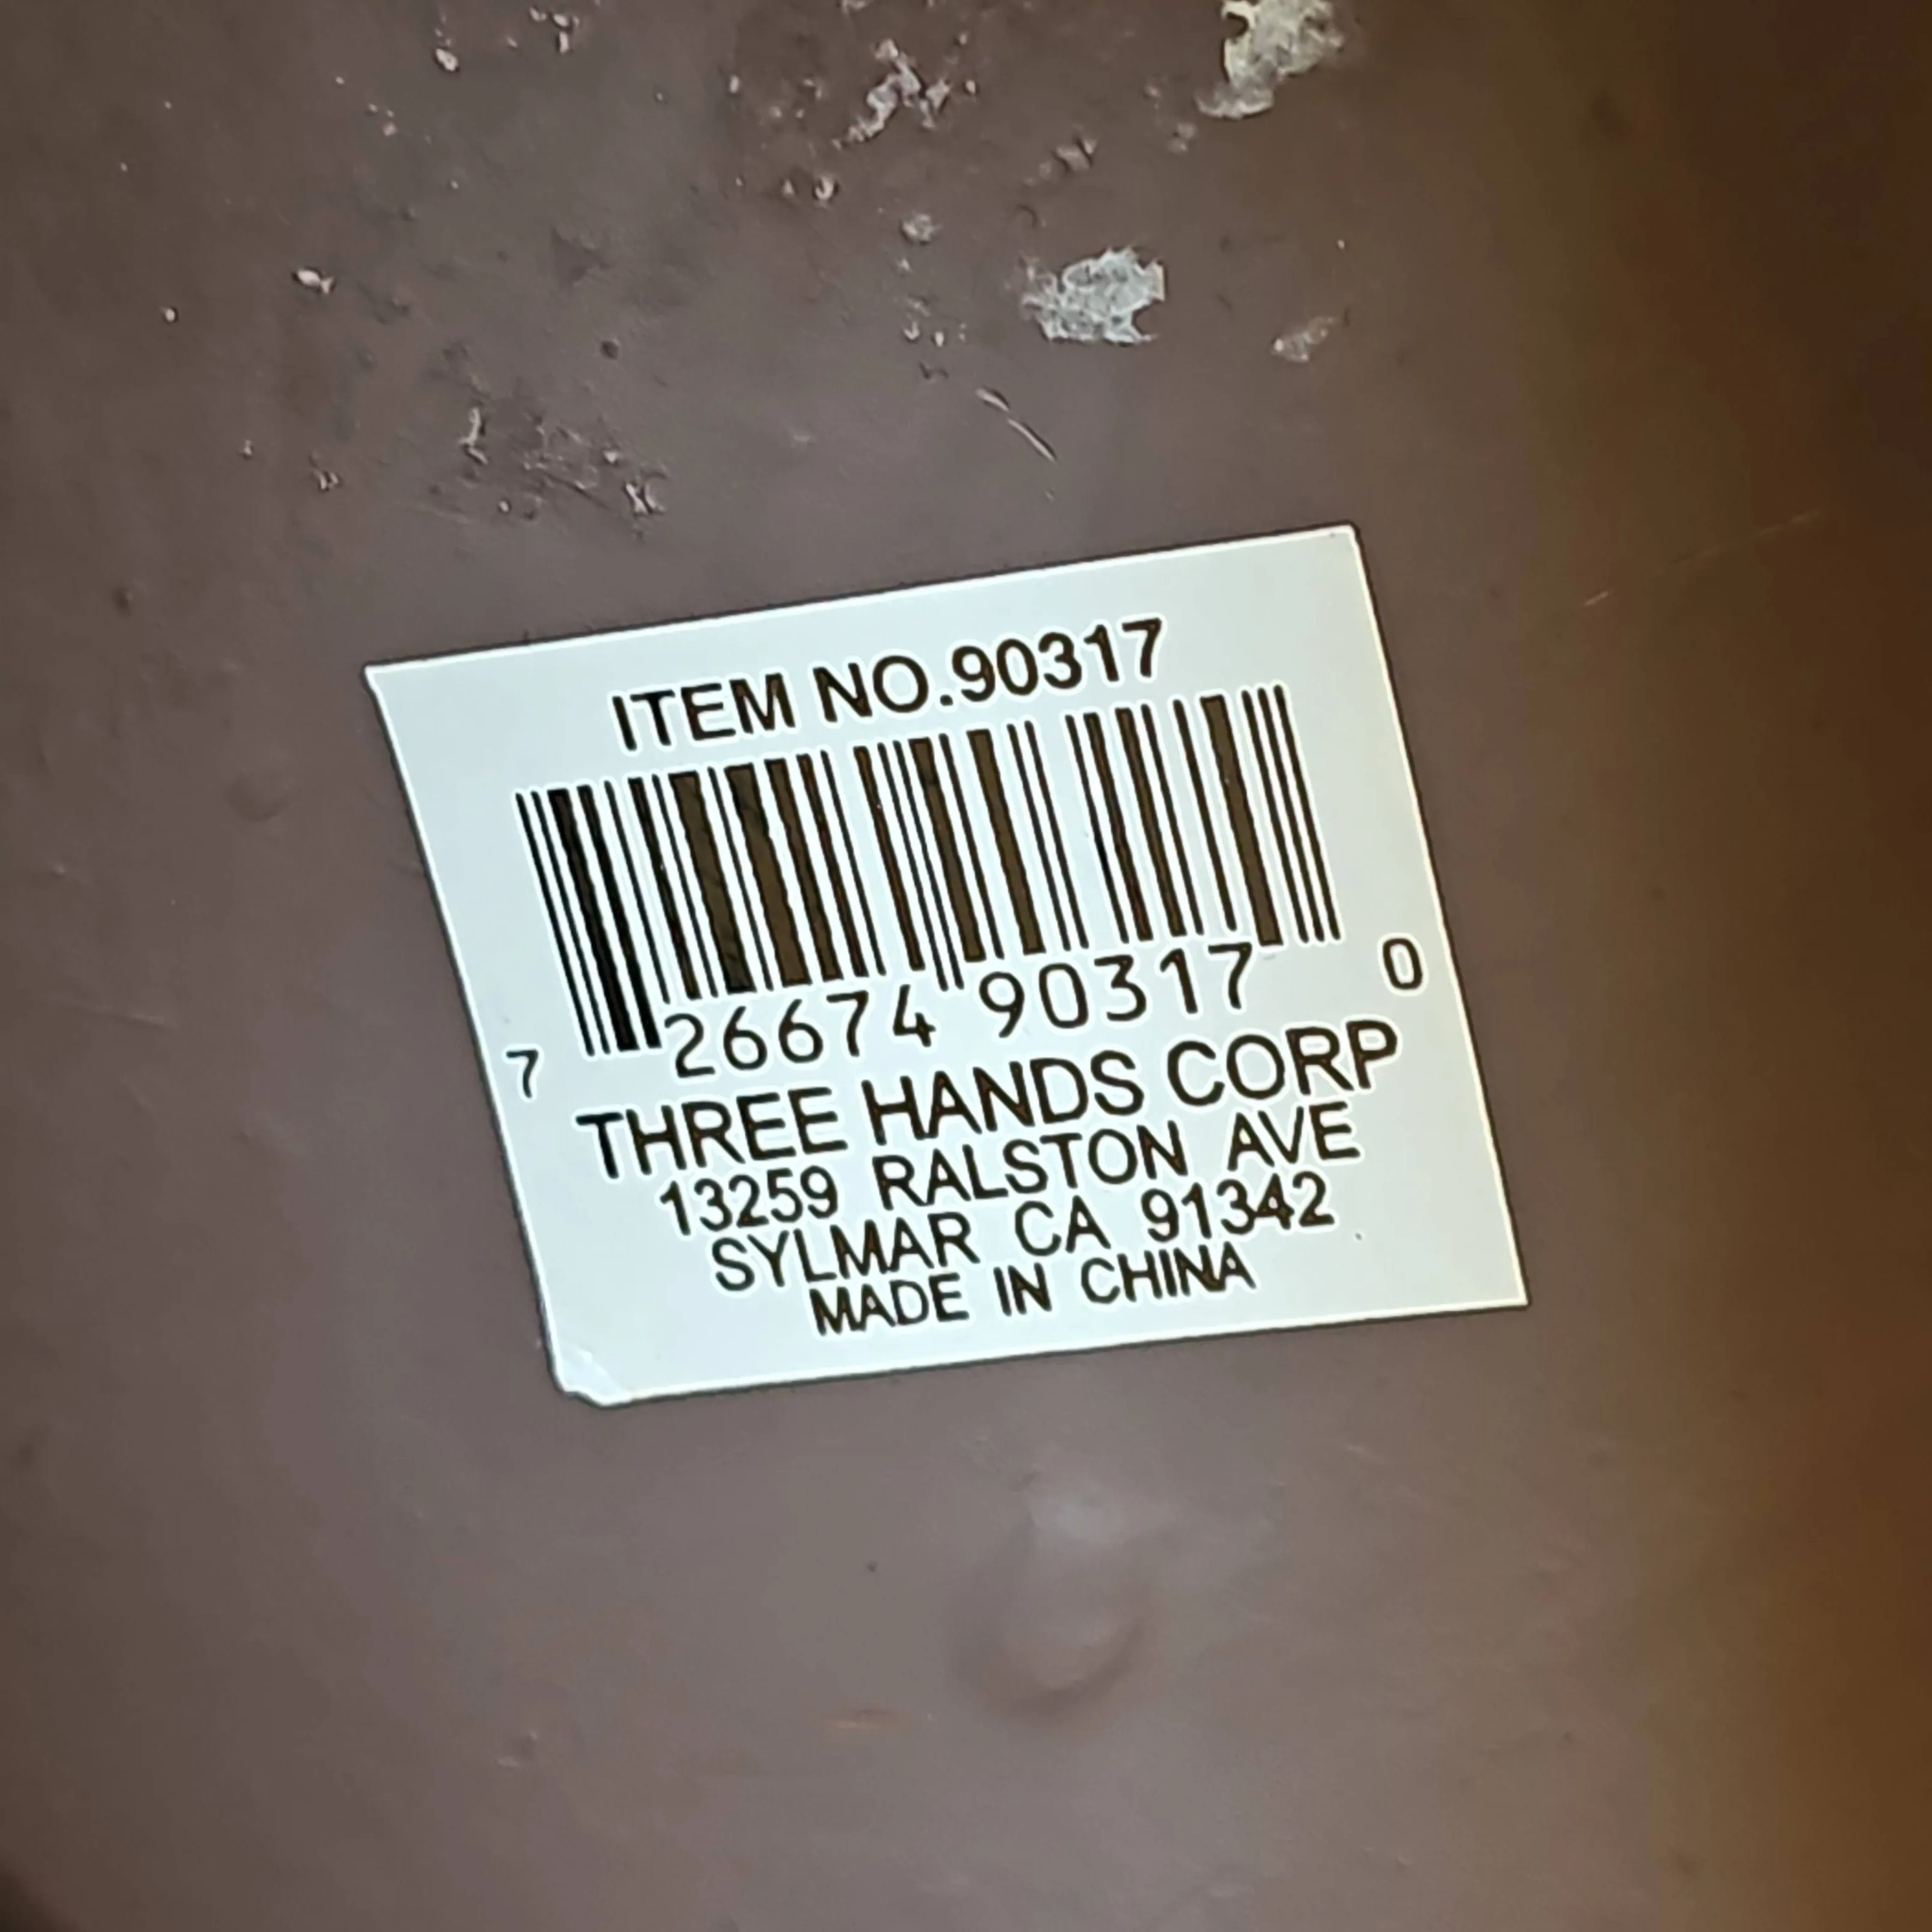 ITEM NO.90317
7 26674 90317 0
THREE HANDS CORP
13259 RALSTON AVE
SYLMAR CA 91342
MADE IN CHINA